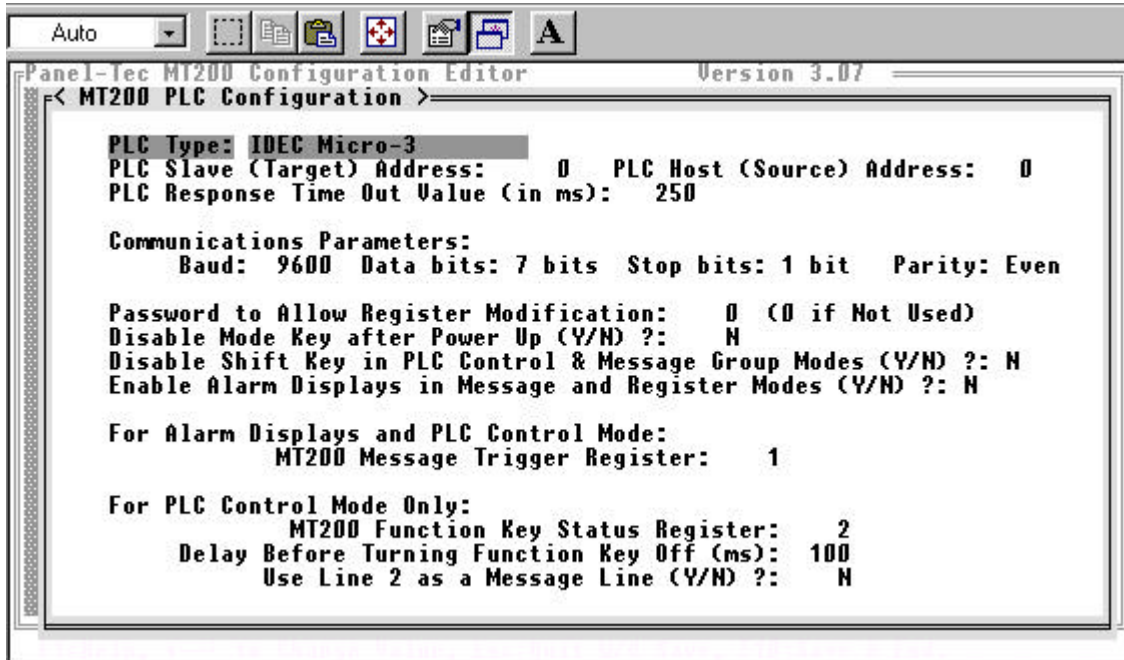 Auto
A
Panel-Tec MT200 Configuration Editor Version 3.07
< MT200 PLC Configuration >
PLC Type: IDEC Micro-3
PLC Slave (Target) Address: 0 PLC Host (Source) Address: 0
PLC Response Time Out Value (in ms): 250
Communications Parameters:
Baud: 9600 Data bits: 7 bits Stop bits: 1 bit Parity: Even
Password to Allow Register Modification: 0 (0 if Not Used)
Disable Mode Key after Power Up (Y/N) ?: N
Disable Shift Key in PLC Control & Message Group Modes (Y/N) ?: N
Enable Alarm Displays in Message and Register Modes (Y/N) ?: N
For Alarm Displays and PLC Control Mode:
MT200 Message Trigger Register: 1
For PLC Control Mode Only:
MT200 Function Key Status Register: 2
Delay Before Turning Function Key Off (ms): 100
Use Line 2 as a Message Line (Y/N) ?: N